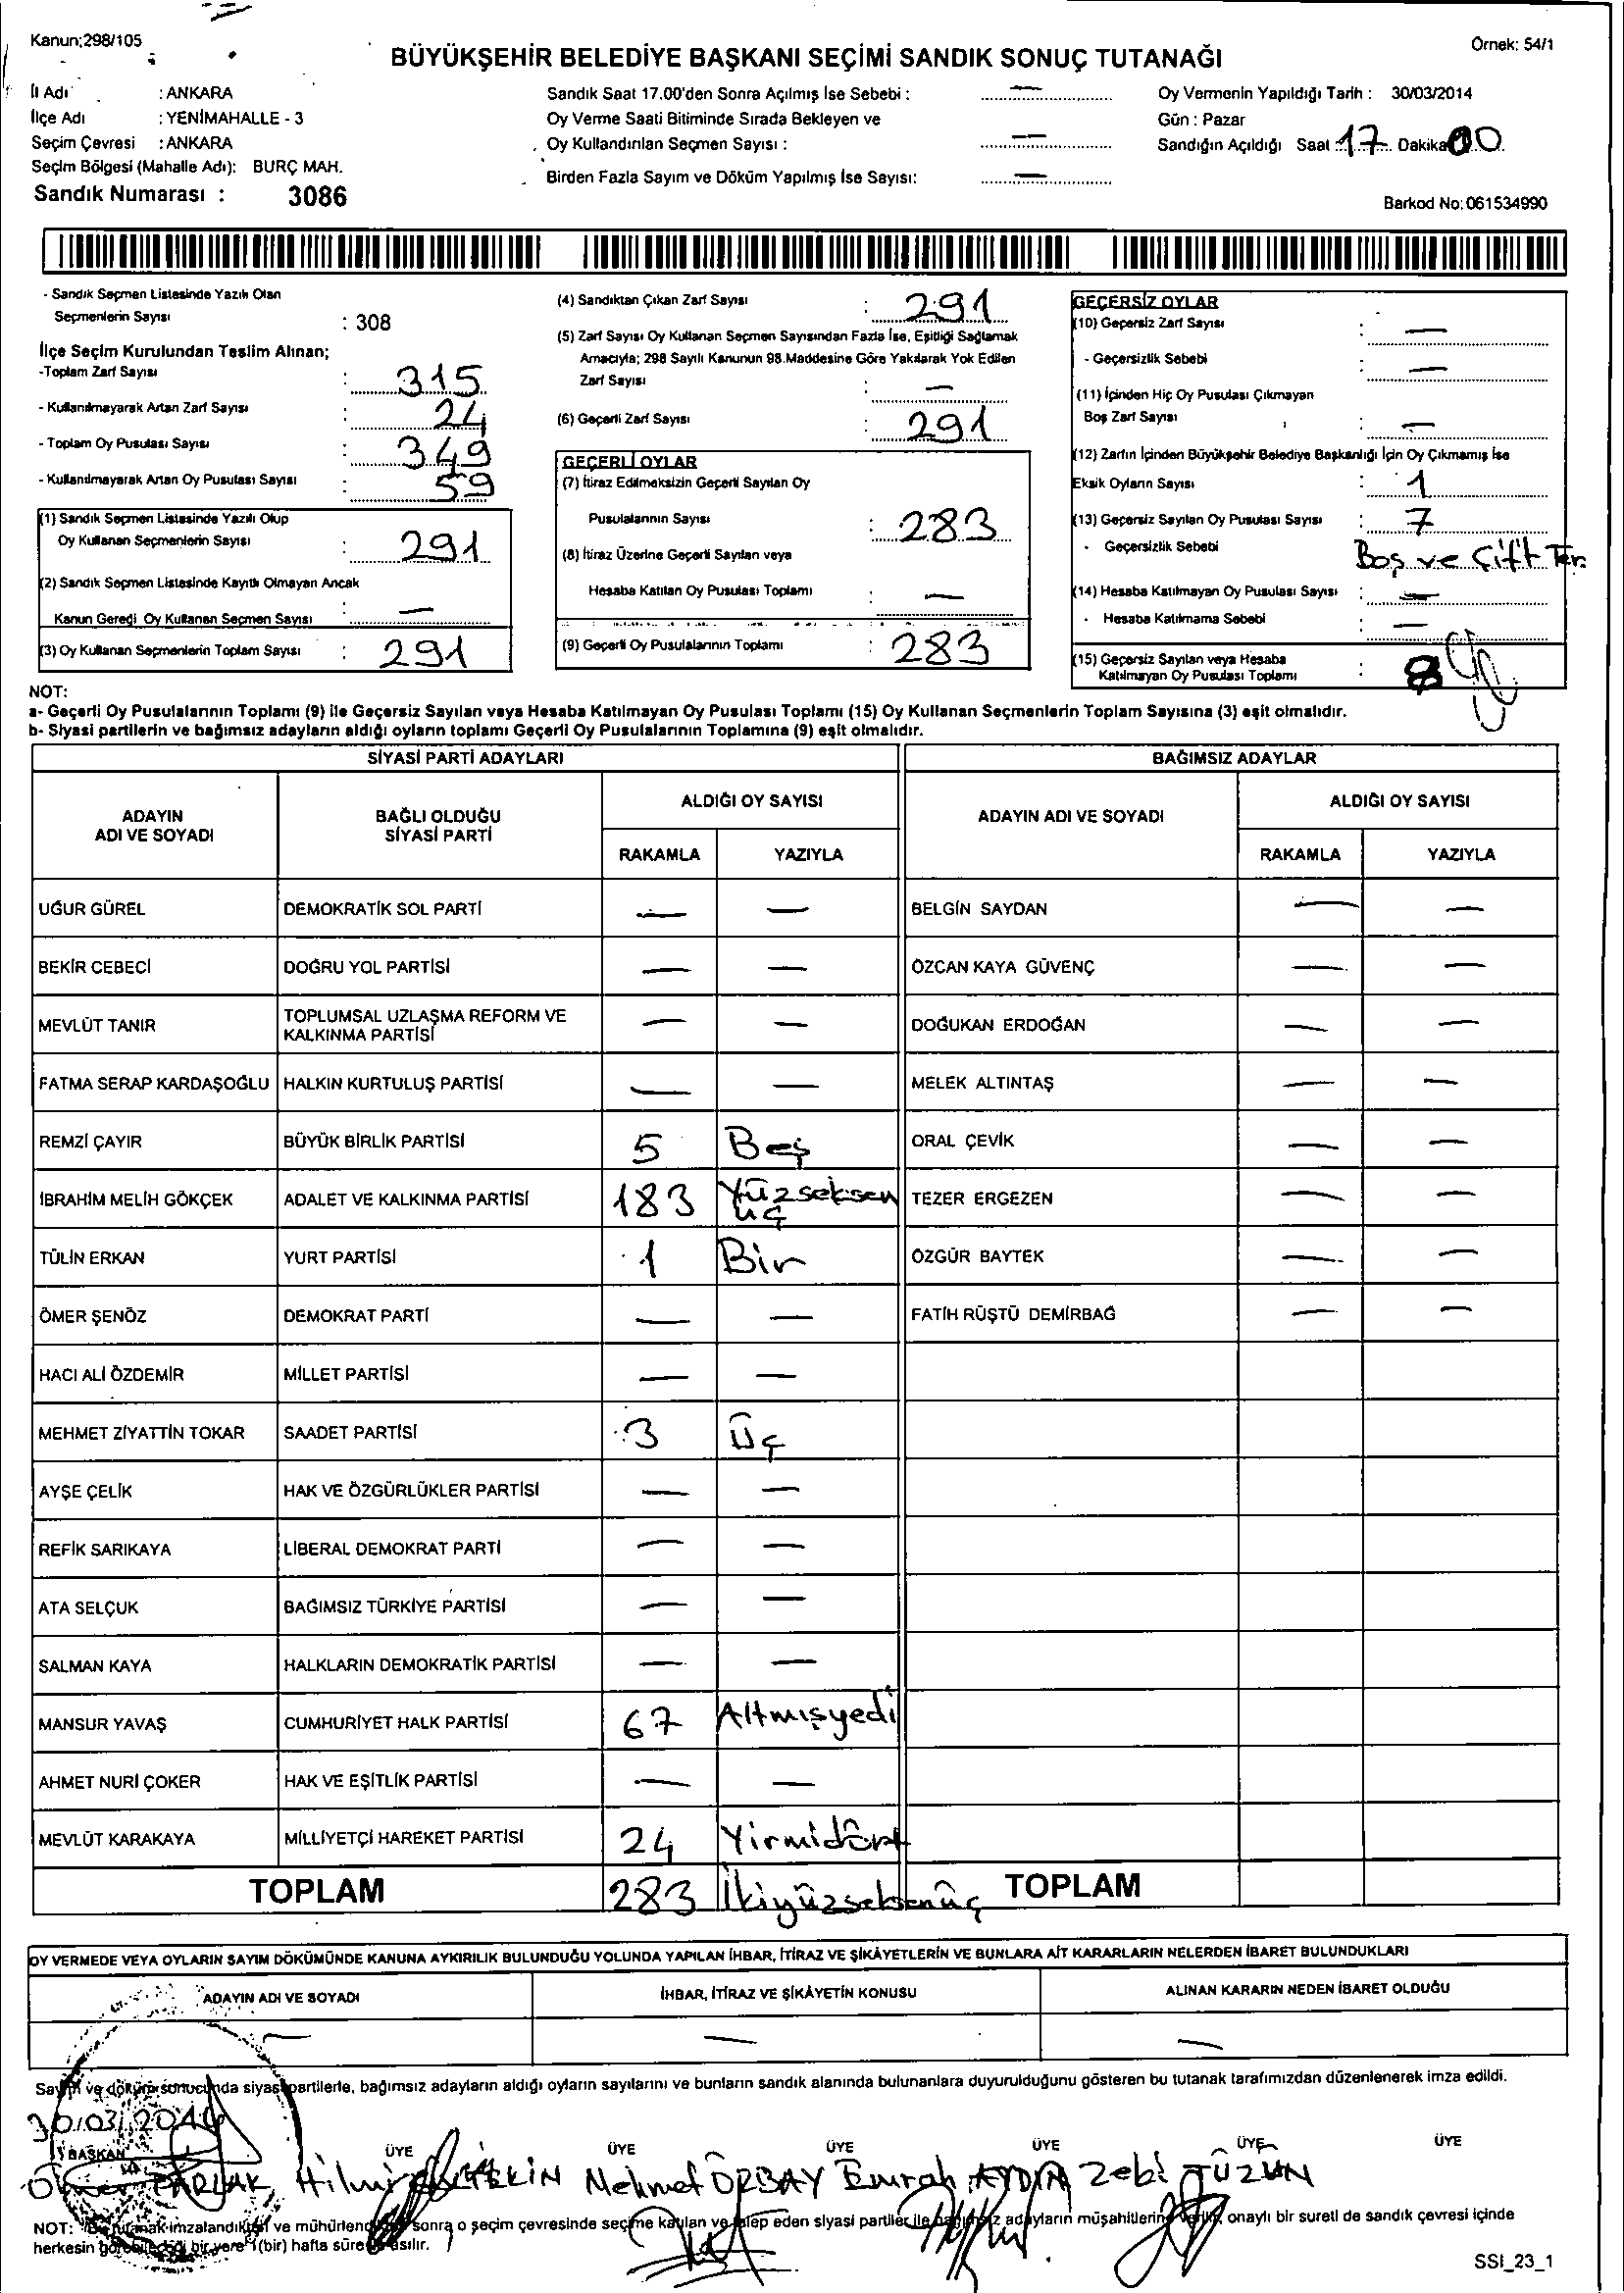 Kanun;298/105
Örnek: 54/1
BÜYÜKŞEHİR BELEDİYE BAŞKANI SEÇİMİ SANDIK SONUÇ TUTANAĞI
İl Adı : ANKARA
İlçe Adı : YENİMAHALLE - 3
Seçim Çevresi : ANKARA
Seçim Bölgesi (Mahalle Adı): BURÇ MAH.
Sandık Numarası : 3086
Sandık Saat 17.00'den Sonra Açılmış İse Sebebi : —
Oy Verme Saati Bitiminde Sırada Bekleyen ve
Oy Kullandırılan Seçmen Sayısı : —
Birden Fazla Sayım ve Döküm Yapılmış İse Sayısı: —
Oy Vermenin Yapıldığı Tarih : 30/03/2014
Gün : Pazar
Sandığın Açıldığı Saat 17 Dakika 00
Barkod No: 061534990
- Sandık Seçmen Listesinde Yazılı Olan
Seçmenlerin Sayısı : 308
İlçe Seçim Kurulundan Teslim Alınan;
-Toplam Zarf Sayısı : 315
- Kullanılmayarak Artan Zarf Sayısı : 24
- Toplam Oy Pusulası Sayısı : 349
- Kullanılmayarak Artan Oy Pusulası Sayısı : 59
(1) Sandık Seçmen Listesinde Yazılı Olup
Oy Kullanan Seçmenlerin Sayısı : 291
(2) Sandık Seçmen Listesinde Kayıtlı Olmayan Ancak
Kanun Gereği Oy Kullanan Seçmen Sayısı : —
(3) Oy Kullanan Seçmenlerin Toplam Sayısı : 291
(4) Sandıktan Çıkan Zarf Sayısı : 291
(5) Zarf Sayısı Oy Kullanan Seçmen Sayısından Fazla İse, Eşitliği Sağlamak
Amacıyla; 298 Sayılı Kanunun 98.Maddesine Göre Yakılarak Yok Edilen
Zarf Sayısı : —
(6) Geçerli Zarf Sayısı : 291
GEÇERLİ OYLAR
(7) İtiraz Edilmeksizin Geçerli Sayılan Oy
Pusulalarının Sayısı : 283
(8) İtiraz Üzerine Geçerli Sayılan veya
Hesaba Katılan Oy Pusulası Toplamı : —
(9) Geçerli Oy Pusulalarının Toplamı : 283
GEÇERSİZ OYLAR
(10) Geçersiz Zarf Sayısı : —
- Geçersizlik Sebebi : —
(11) İçinden Hiç Oy Pusulası Çıkmayan
Boş Zarf Sayısı : —
(12) Zarfın İçinden Büyükşehir Belediye Başkanlığı İçin Oy Çıkmamış İse
Eksik Oyların Sayısı : 1
(13) Geçersiz Sayılan Oy Pusulası Sayısı : 7
- Geçersizlik Sebebi Boş ve Çift Ter.
(14) Hesaba Katılmayan Oy Pusulası Sayısı : —
- Hesaba Katılmama Sebebi —
(15) Geçersiz Sayılan veya Hesaba
Katılmayan Oy Pusulası Toplamı : 8
NOT:
a- Geçerli Oy Pusulalarının Toplamı (9) ile Geçersiz Sayılan veya Hesaba Katılmayan Oy Pusulası Toplamı (15) Oy Kullanan Seçmenlerin Toplam Sayısına (3) eşit olmalıdır.
b- Siyasi partilerin ve bağımsız adayların aldığı oyların toplamı Geçerli Oy Pusulalarının Toplamına (9) eşit olmalıdır.
SİYASİ PARTİ ADAYLARI BAĞIMSIZ ADAYLAR
ADAYIN ADI VE SOYADI BAĞLI OLDUĞU SİYASİ PARTİ ALDIĞI OY SAYISI ADAYIN ADI VE SOYADI ALDIĞI OY SAYISI
RAKAMLA YAZIYLA RAKAMLA YAZIYLA
UĞUR GÜREL DEMOKRATİK SOL PARTİ — — BELGİN SAYDAN — —
BEKİR CEBECİ DOĞRU YOL PARTİSİ — — ÖZCAN KAYA GÜVENÇ — —
MEVLÜT TANIR TOPLUMSAL UZLAŞMA REFORM VE KALKINMA PARTİSİ — — DOĞUKAN ERDOĞAN — —
FATMA SERAP KARDAŞOĞLU HALKIN KURTULUŞ PARTİSİ — — MELEK ALTINTAŞ — —
REMZİ ÇAYIR BÜYÜK BİRLİK PARTİSİ 5 Beş ORAL ÇEVİK — —
İBRAHİM MELİH GÖKÇEK ADALET VE KALKINMA PARTİSİ 183 Yüzseksen üç TEZER ERGEZEN — —
TÜLİN ERKAN YURT PARTİSİ 1 Bir ÖZGÜR BAYTEK — —
ÖMER ŞENÖZ DEMOKRAT PARTİ — — FATİH RÜŞTÜ DEMİRBAĞ — —
HACI ALİ ÖZDEMİR MİLLET PARTİSİ — —
MEHMET ZİYATTİN TOKAR SAADET PARTİSİ 3 Üç
AYŞE ÇELİK HAK VE ÖZGÜRLÜKLER PARTİSİ — —
REFİK SARIKAYA LİBERAL DEMOKRAT PARTİ — —
ATA SELÇUK BAĞIMSIZ TÜRKİYE PARTİSİ — —
SALMAN KAYA HALKLARIN DEMOKRATİK PARTİSİ — —
MANSUR YAVAŞ CUMHURİYET HALK PARTİSİ 67 Altmışyedi
AHMET NURİ ÇOKER HAK VE EŞİTLİK PARTİSİ — —
MEVLÜT KARAKAYA MİLLİYETÇİ HAREKET PARTİSİ 24 Yirmidört
TOPLAM 283 İkiyüzseksenüç TOPLAM
OY VERMEDE VEYA OYLARIN SAYIM DÖKÜMÜNDE KANUNA AYKIRILIK BULUNDUĞU YOLUNDA YAPILAN İHBAR, İTİRAZ VE ŞİKÂYETLERİN VE BUNLARA AİT KARARLARIN NELERDEN İBARET BULUNDUKLARI
ADAYIN ADI VE SOYADI İHBAR, İTİRAZ VE ŞİKÂYETİN KONUSU ALINAN KARARIN NEDEN İBARET OLDUĞU
— — —
Sayım ve döküm sonucunda siyasi partilerle, bağımsız adayların aldığı oyların sayılarını ve bunların sandık alanında bulunanlara duyurulduğunu gösteren bu tutanak tarafımızdan düzenlenerek imza edildi.
30/03/2014
BAŞKAN ÜYE ÜYE ÜYE ÜYE ÜYE ÜYE
PARLAK Hilmi Mehmet ÖZBAY Emrah AYDIN Zebi TÜZÜN
NOT: Bu tutanak imzalandıktan ve mühürlendikten sonra o seçim çevresinde seçime katılan ve talep eden siyasi partiler ile bağımsız adayların müşahitlerine verilir, onaylı bir sureti de sandık çevresi içinde
herkesin görebileceği bir yere 1(bir) hafta süre ile asılır.
SSI_23_1